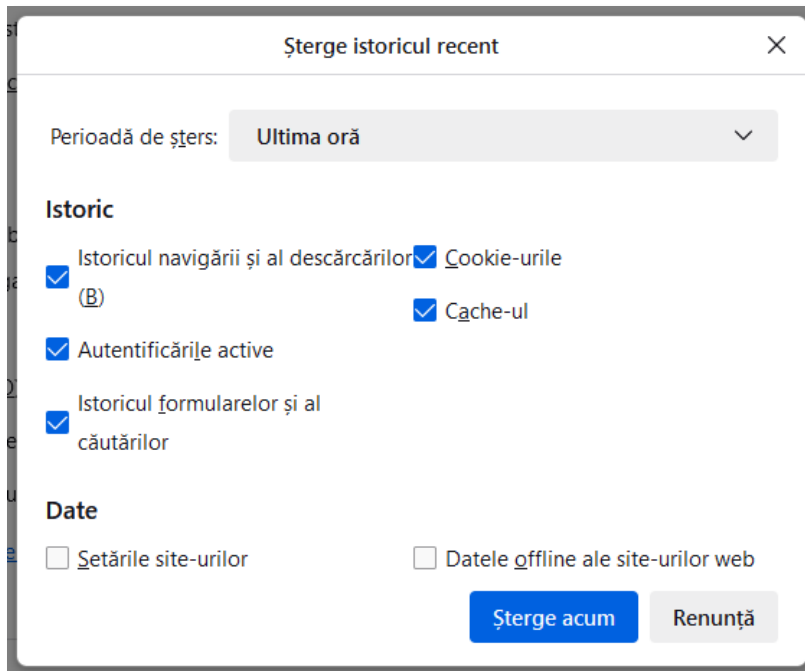 Șterge istoricul recent
Perioadă de șters: Ultima oră
Istoric
Istoricul navigării și al descărcărilor
(B)
Cookie-urile
Cache-ul
Autentificările active
Istoricul formularelor și al
căutărilor
Date
Setările site-urilor
Datele offline ale site-urilor web
Șterge acum
Renunță